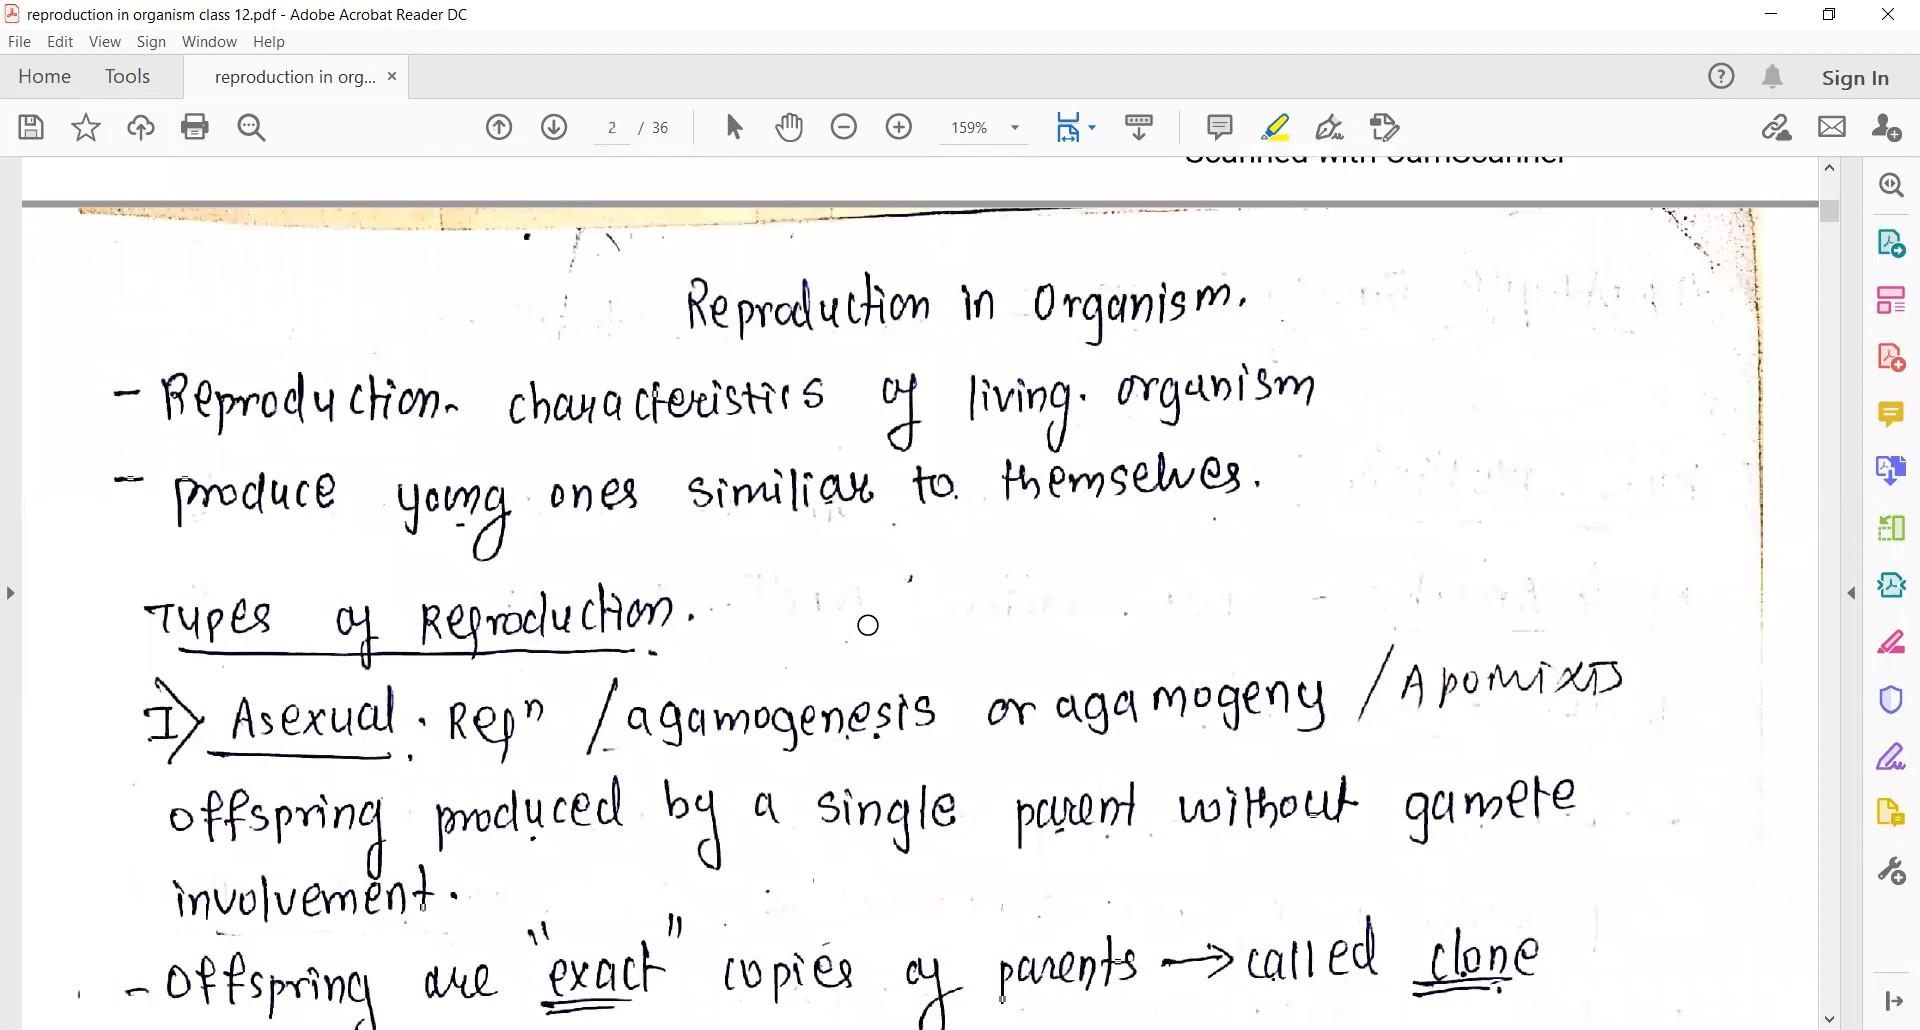 reproduction in organism class 12.pdf - Adobe Acrobat Reader DC
File Edit View Sign Window Help
Home Tools reproduction in org... × Sign In
2 / 36 159%
Scanned with CamScanner
Reproduction in Organism.
- Reproduction - characteristics of living organism
- produce young ones similiar to themselves.
Types of Reproduction.
I> Asexual . Repⁿ / agamogenesis or agamogeny / Apomixis
offspring produced by a single parent without gamete
involvement.
- offspring are "exact" copies of parents → called clone